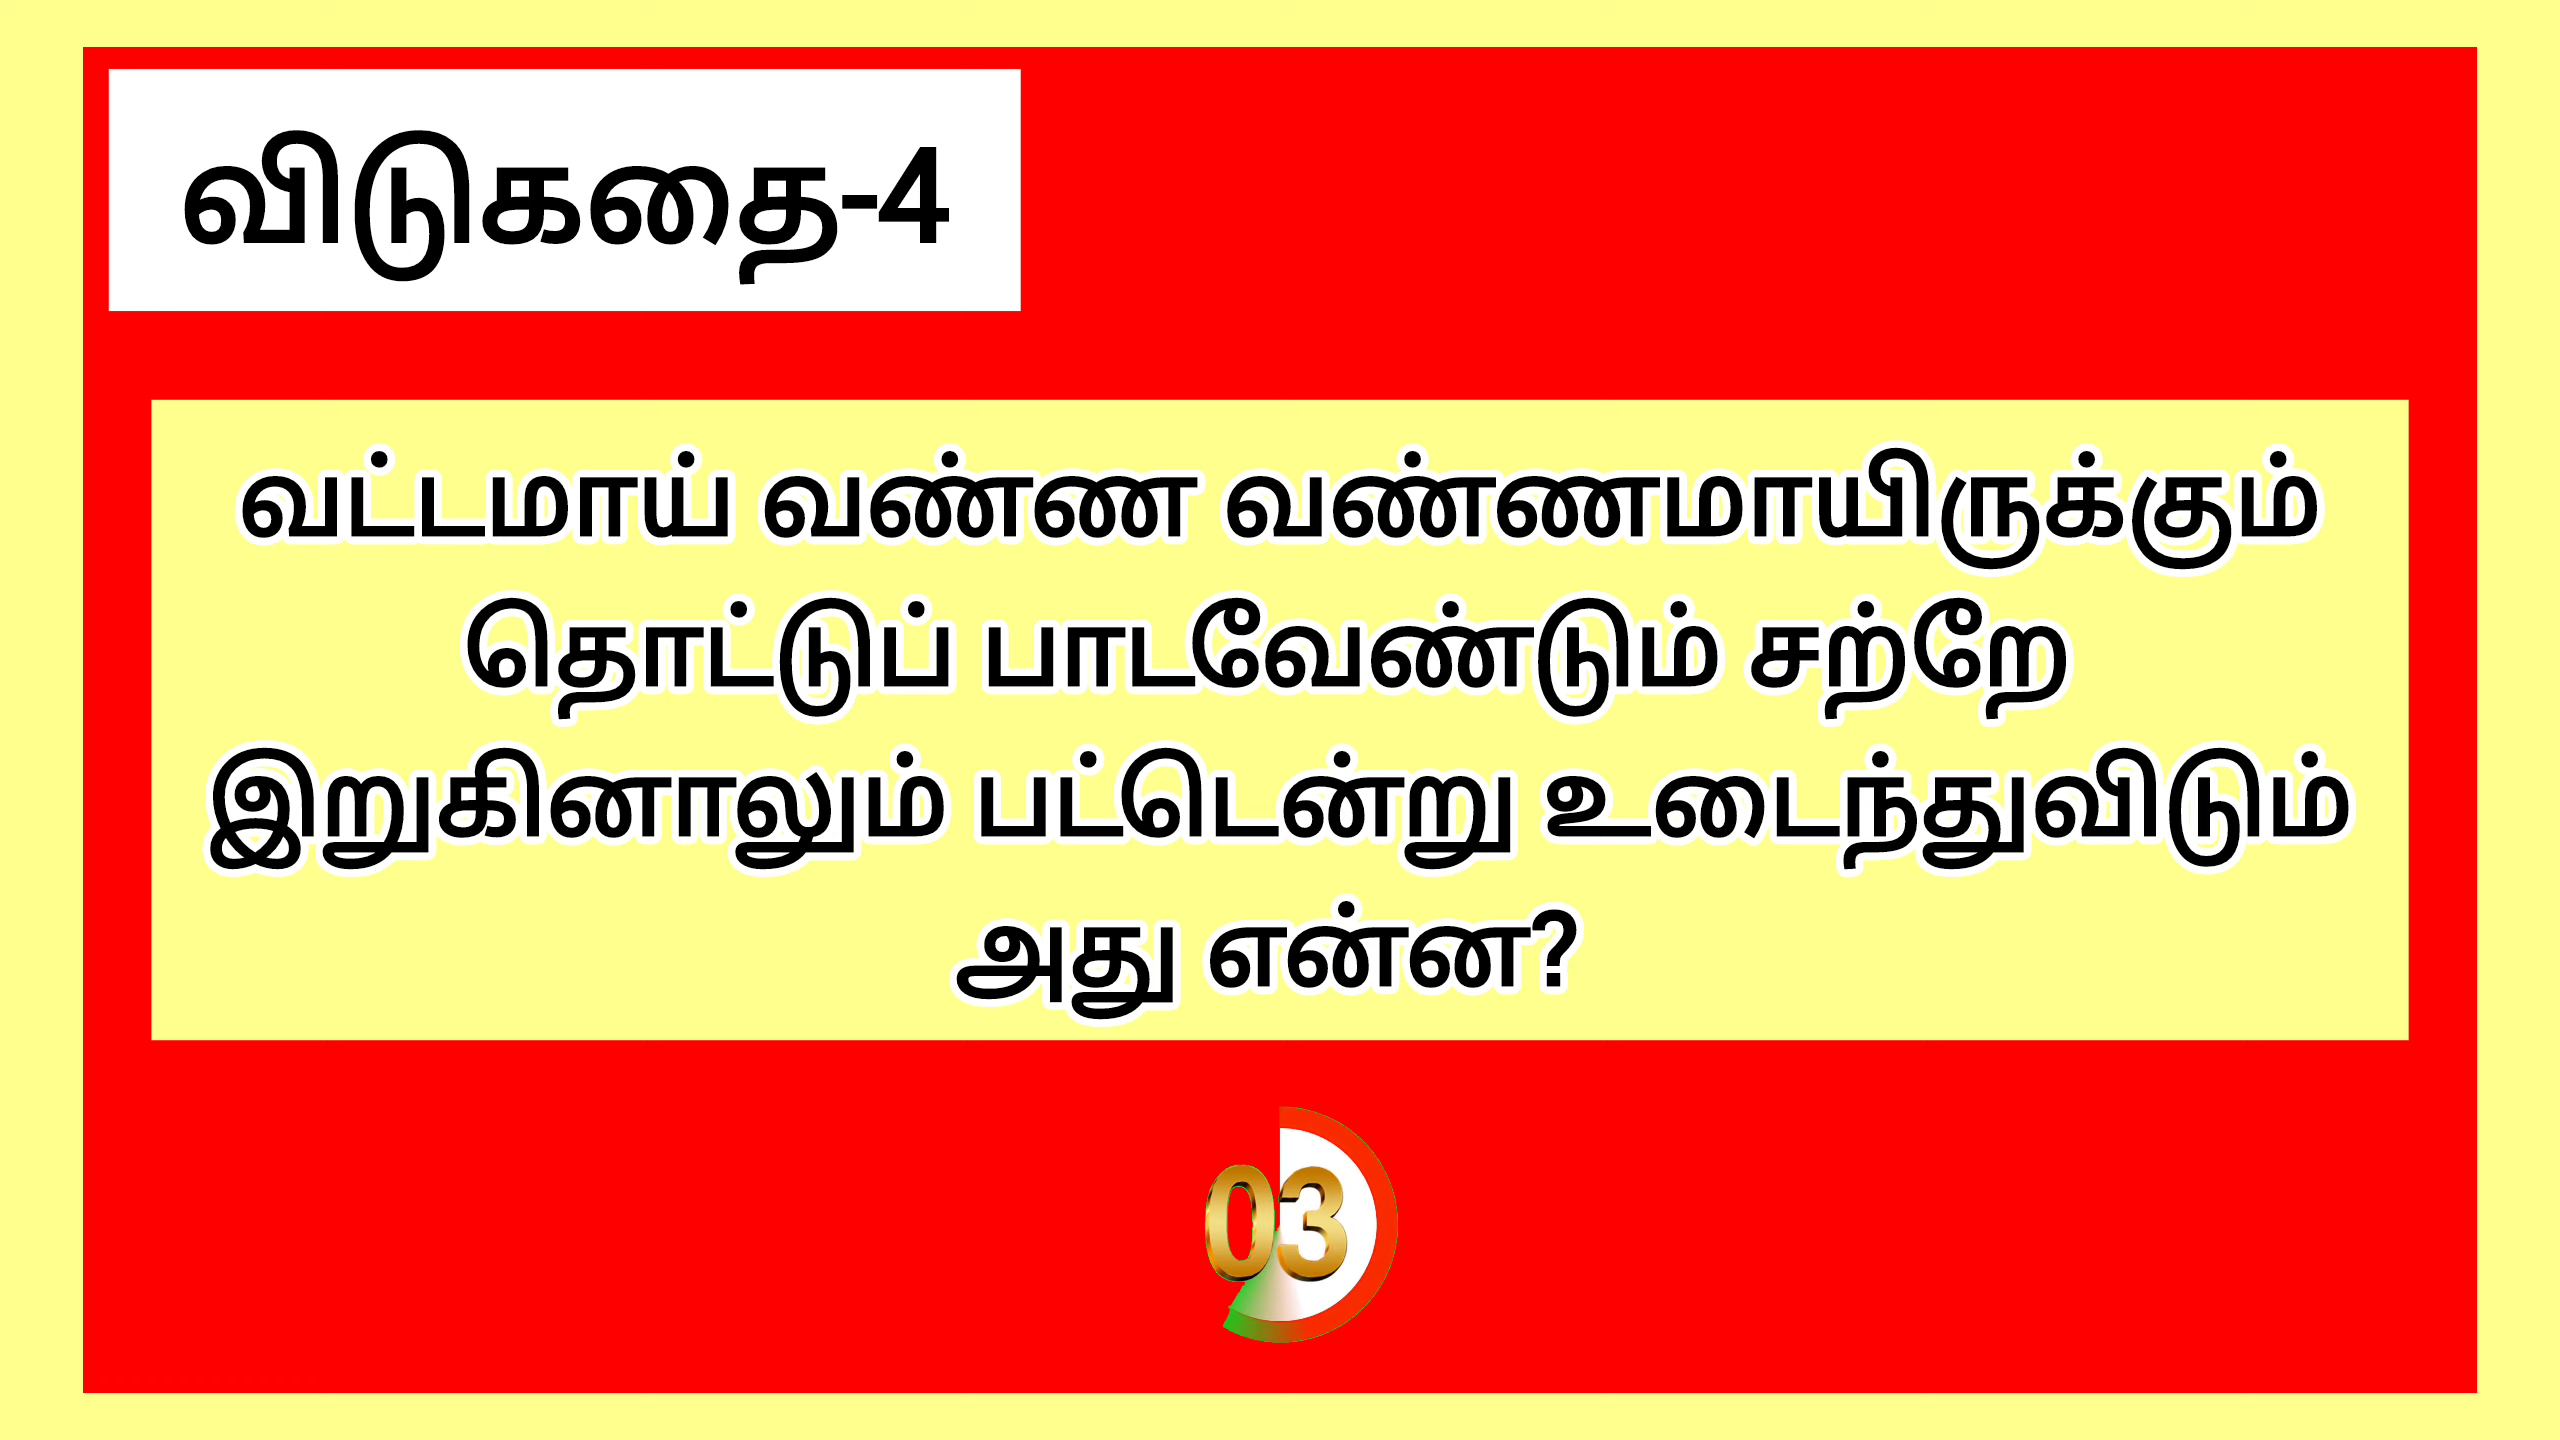 விடுகதை-4
வட்டமாய் வண்ண வண்ணமாயிருக்கும்
தொட்டுப் பாடவேண்டும் சற்றே
இறுகினாலும் பட்டென்று உடைந்துவிடும்
அது என்ன?
03